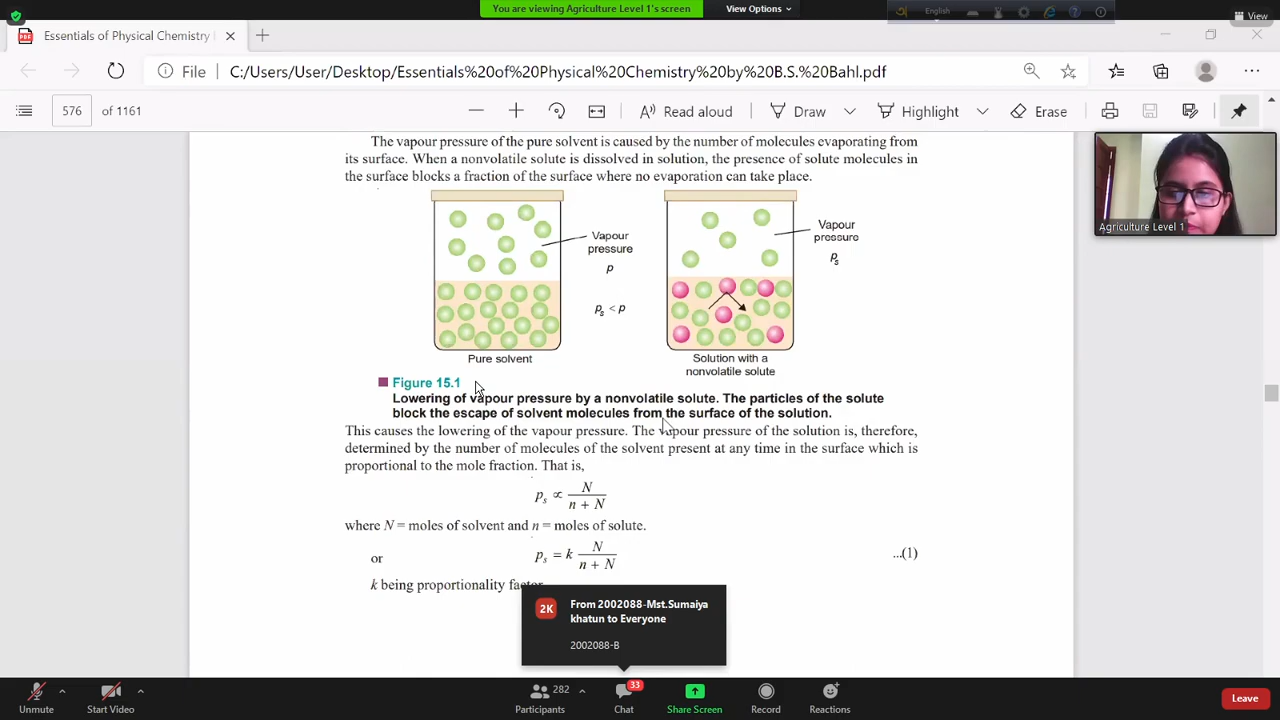 You are viewing Agriculture Level 1's screen
View Options
English
View
Essentials of Physical Chemistry
File
C:/Users/User/Desktop/Essentials%20of%20Physical%20Chemistry%20by%20B.S.%20Bahl.pdf
576 of 1161
Read aloud
Draw
Highlight
Erase
The vapour pressure of the pure solvent is caused by the number of molecules evaporating from
its surface. When a nonvolatile solute is dissolved in solution, the presence of solute molecules in
the surface blocks a fraction of the surface where no evaporation can take place.
Vapour
pressure
p
p_s < p
Pure solvent
Vapour
pressure
p_s
Solution with a
nonvolatile solute
Figure 15.1
Lowering of vapour pressure by a nonvolatile solute. The particles of the solute
block the escape of solvent molecules from the surface of the solution.
This causes the lowering of the vapour pressure. The vapour pressure of the solution is, therefore,
determined by the number of molecules of the solvent present at any time in the surface which is
proportional to the mole fraction. That is,
p_s ∝ N / (n + N)
where N = moles of solvent and n = moles of solute.
or p_s = k N / (n + N) ...(1)
k being proportionality factor
Agriculture Level 1
2K
From 2002088-Mst.Sumaiya
khatun to Everyone
2002088-B
Unmute
Start Video
282
Participants
33
Chat
Share Screen
Record
Reactions
Leave